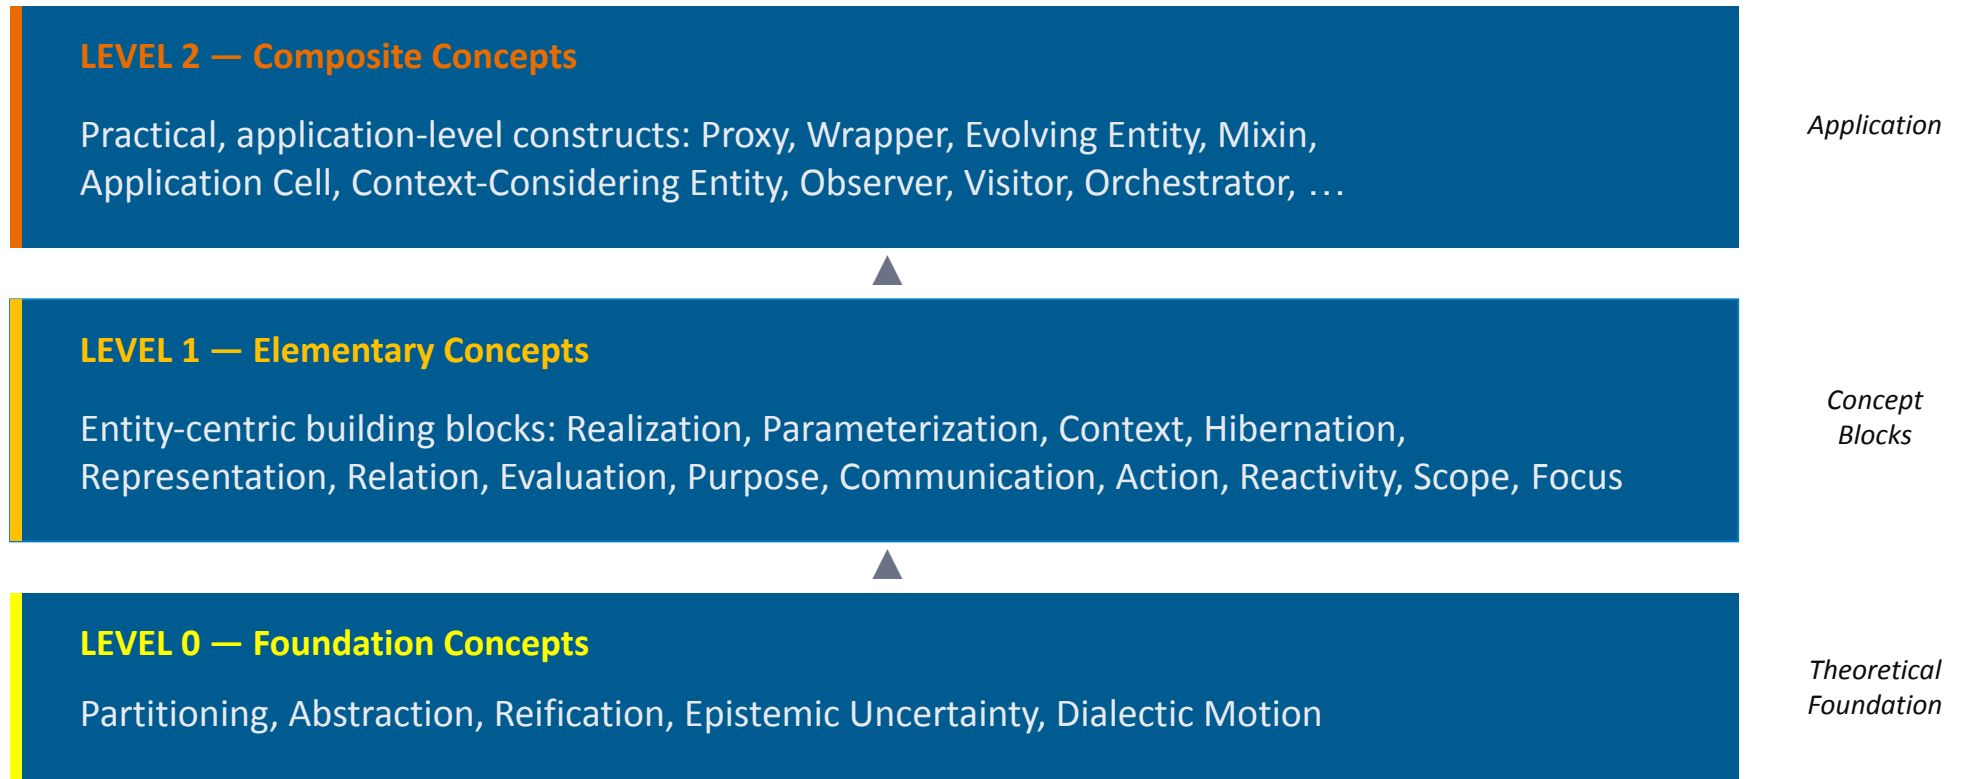 LEVEL 2 — Composite Concepts
Practical, application-level constructs: Proxy, Wrapper, Evolving Entity, Mixin,
Application Cell, Context-Considering Entity, Observer, Visitor, Orchestrator, …
Application
LEVEL 1 — Elementary Concepts
Entity-centric building blocks: Realization, Parameterization, Context, Hibernation,
Representation, Relation, Evaluation, Purpose, Communication, Action, Reactivity, Scope, Focus
Concept
Blocks
LEVEL 0 — Foundation Concepts
Partitioning, Abstraction, Reification, Epistemic Uncertainty, Dialectic Motion
Theoretical
Foundation